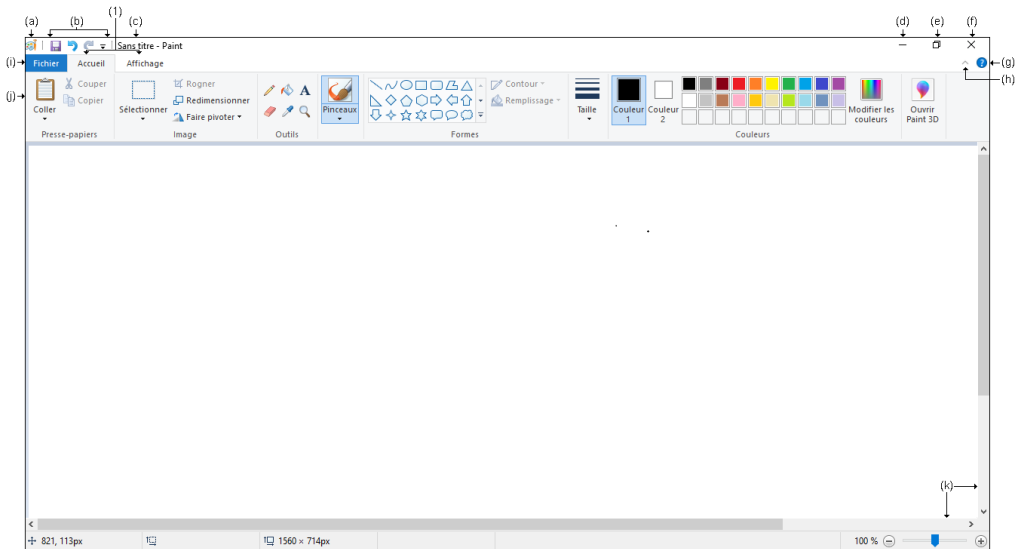 (1)
(a) (b) (c) (d) (e) (f)
Sans titre - Paint
(i) Fichier Accueil Affichage (g)
(h)
(j) Coller Couper Copier
Presse-papiers
Sélectionner Rogner Redimensionner Faire pivoter
Image
A
Outils
Pinceaux
Contour
Remplissage
Formes
Taille
Couleur 1
Couleur 2
Modifier les couleurs
Couleurs
Ouvrir Paint 3D
(k)
821, 113px 1560 × 714px 100 %